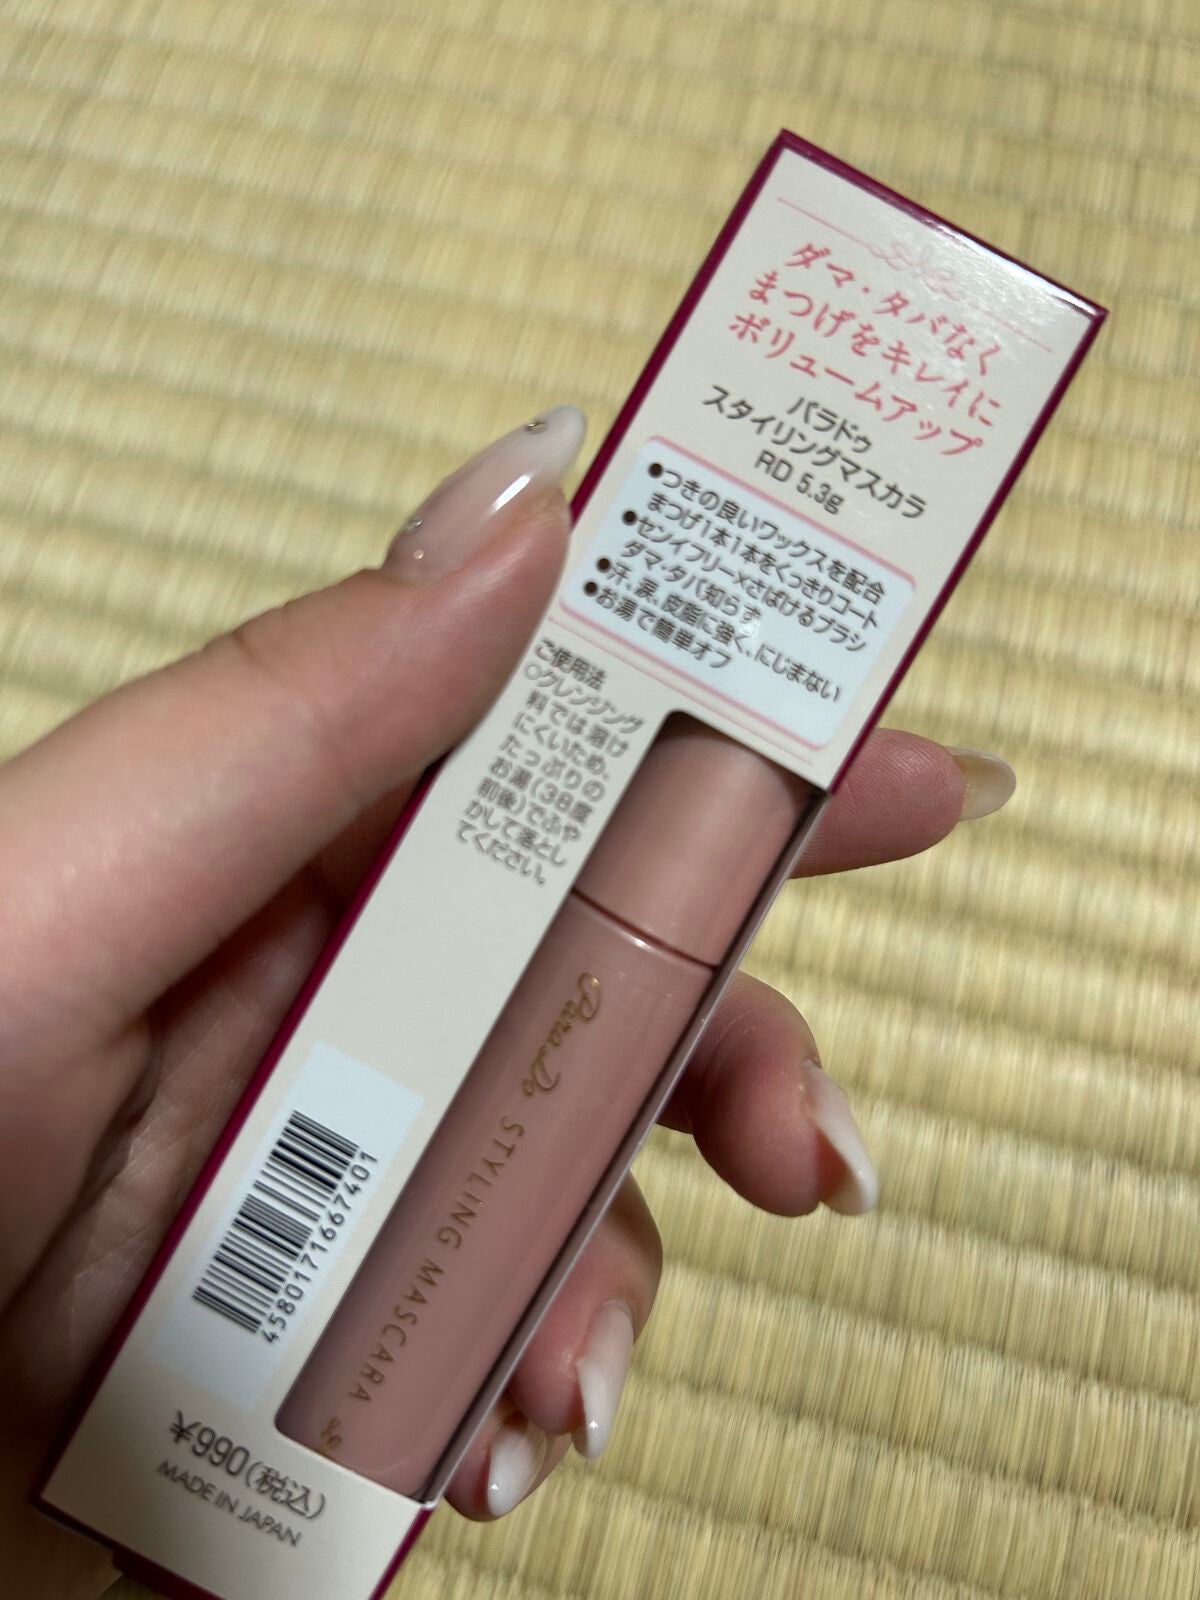 ダマ・タバなく
まつげをキレイに
ボリュームアップ
パラドゥ
スタイリングマスカラ
RD 5.3g
●つきの良いワックスを配合
まつげ1本1本をくっきりコート
●センイフリー×さばけるブラシ
ダマ・タバ知らず
●汗、涙、皮脂に強く、にじまない
●お湯で簡単オフ
ご使用法
○クレンジング
料では溶け
にくいため、
たっぷりの
お湯(38度
前後)でふや
かして落とし
てください。
ParaDo STYLING MASCARA
4580171667401
¥990(税込)
MADE IN JAPAN